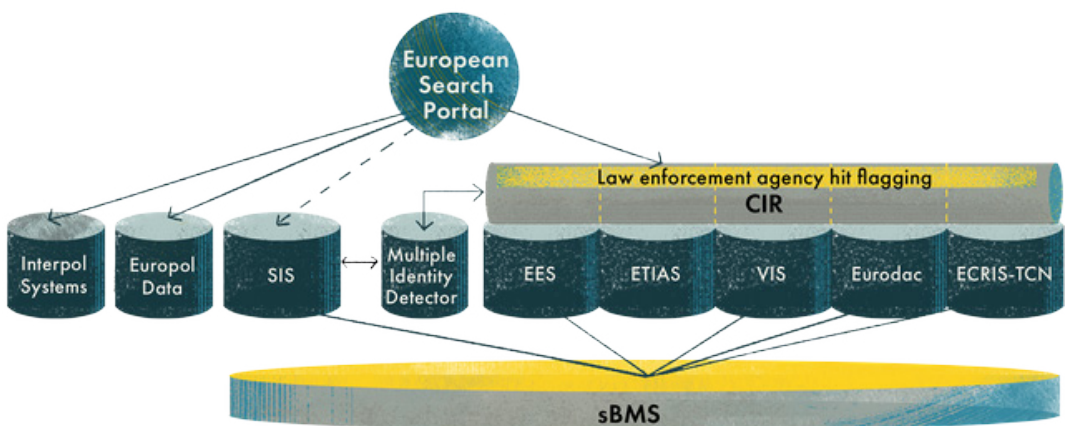 European
Search
Portal
Law enforcement agency hit flagging
CIR
Interpol
Systems
Europol
Data
SIS
Multiple
Identity
Detector
EES
ETIAS
VIS
Eurodac
ECRIS-TCN
sBMS